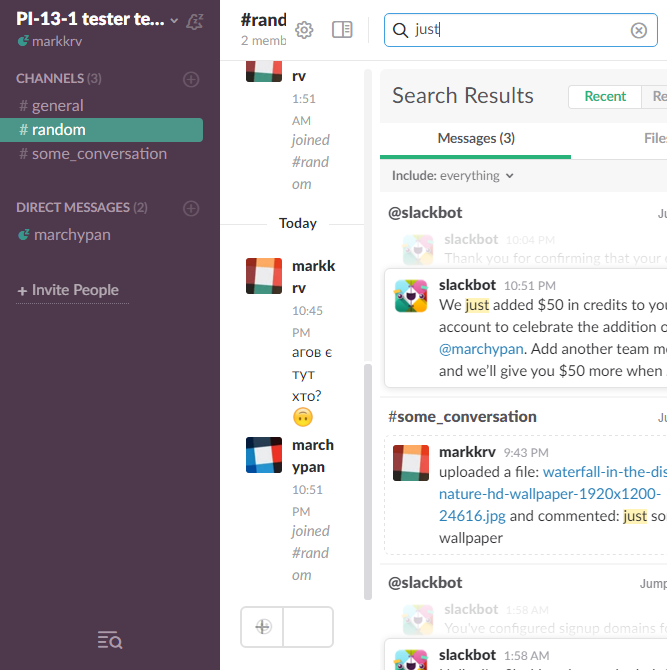 PI-13-1 tester te...
markkrv
CHANNELS (3)
# general
# random
# some_conversation
DIRECT MESSAGES (2)
marchypan
+ Invite People
#rand
2 memb
rv
1:51
AM
joined
#rand
om
Today
markk
rv
10:45
PM
агов є
тут
хто?
march
ypan
10:51
PM
joined
#rand
om
just
Search Results
Recent
Re
Messages (3)
Files
Include: everything
@slackbot
Ju
slackbot 10:04 PM
Thank you for confirming that your
slackbot 10:51 PM
We just added $50 in credits to you
account to celebrate the addition o
@marchypan. Add another team me
and we'll give you $50 more when
#some_conversation
Ju
markkrv 9:43 PM
uploaded a file: waterfall-in-the-dis
nature-hd-wallpaper-1920x1200-
24616.jpg and commented: just so
wallpaper
@slackbot
Jump
slackbot 1:58 AM
You've configured signup domains f
slackbot 1:58 AM